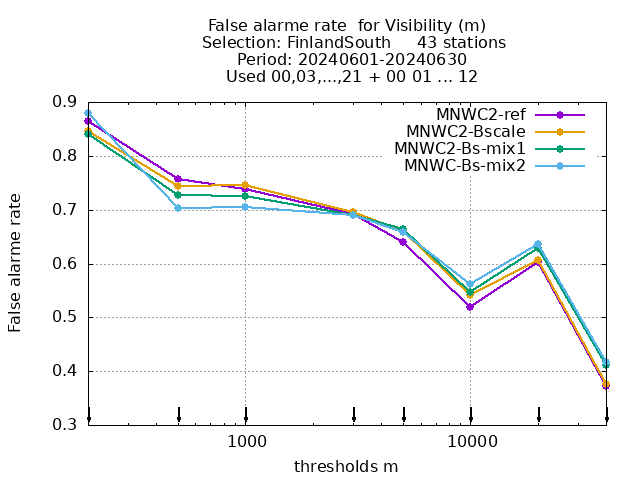 False alarme rate  for Visibility (m)
Selection: FinlandSouth     43 stations
Period: 20240601-20240630
Used 00,03,...,21 + 00 01 ... 12
MNWC2-ref
MNWC2-Bscale
MNWC2-Bs-mix1
MNWC-Bs-mix2
False alarme rate
0.9
0.8
0.7
0.6
0.5
0.4
0.3
1000
10000
thresholds m